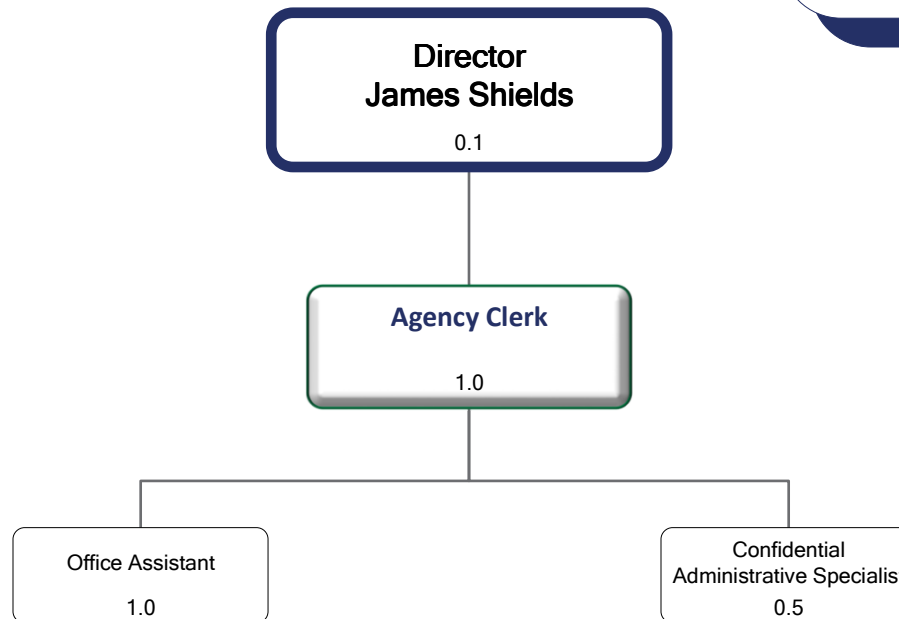 Director
James Shields
0.1
Agency Clerk
1.0
Office Assistant
1.0
Confidential
Administrative Specialis
0.5